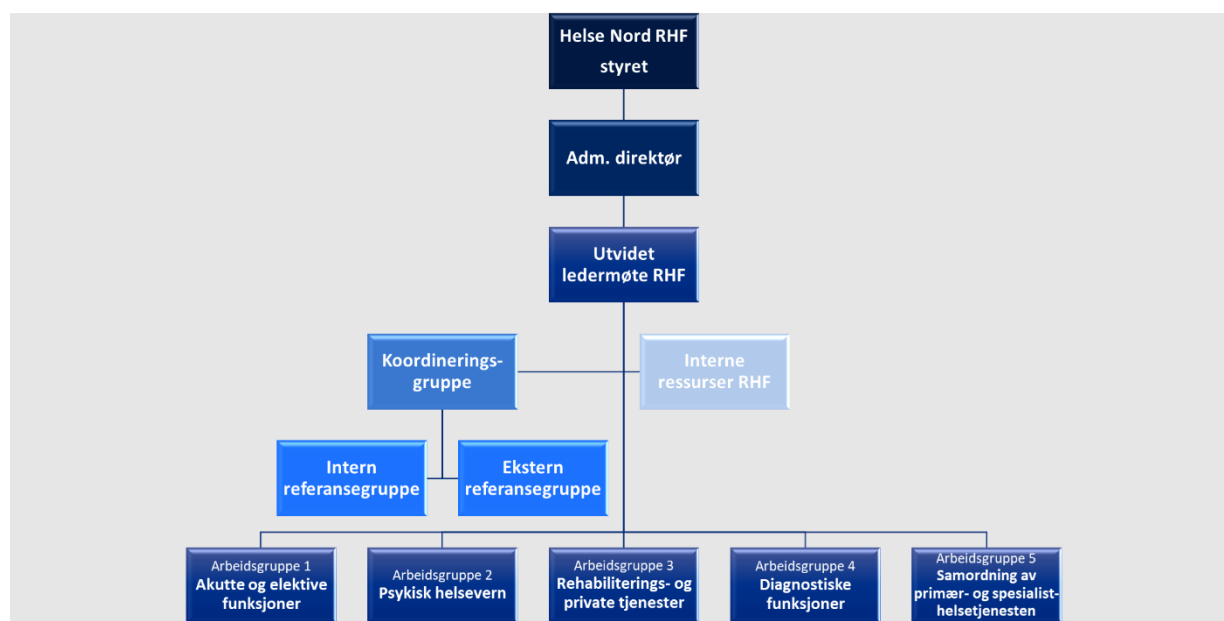 Helse Nord RHF
styret
Adm. direktør
Utvidet
ledermøte RHF
Koordinerings-
gruppe
Interne
ressurser RHF
Intern
referansegruppe
Ekstern
referansegruppe
Arbeidsgruppe 1
Akutte og elektive
funksjoner
Arbeidsgruppe 2
Psykisk helsevern
Arbeidsgruppe 3
Rehabiliterings- og
private tjenester
Arbeidsgruppe 4
Diagnostiske
funksjoner
Arbeidsgruppe 5
Samordning av
primær- og spesialist-
helsetjenesten